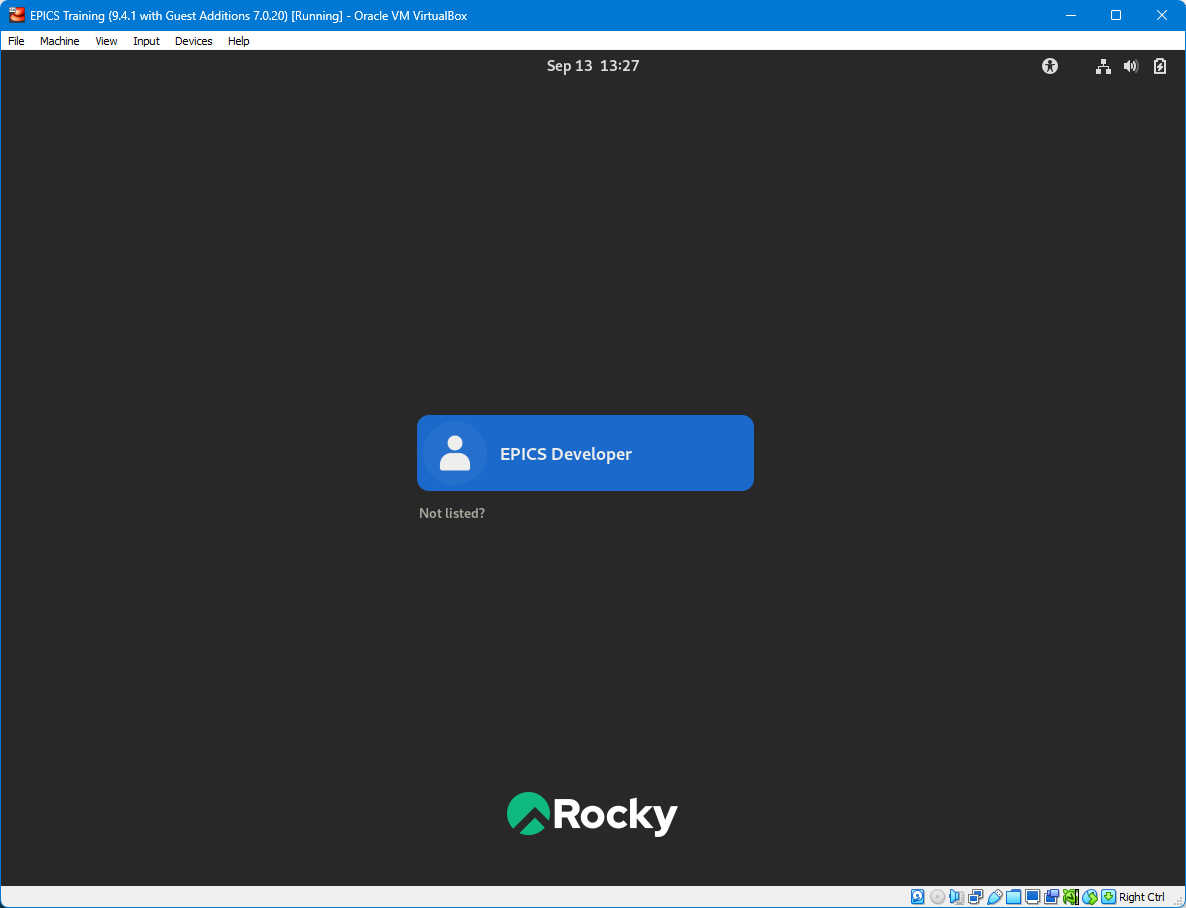 EPICS Training (9.4.1 with Guest Additions 7.0.20) [Running] - Oracle VM VirtualBox
File Machine View Input Devices Help
Sep 13 13:27
EPICS Developer
Not listed?
Rocky
Right Ctrl